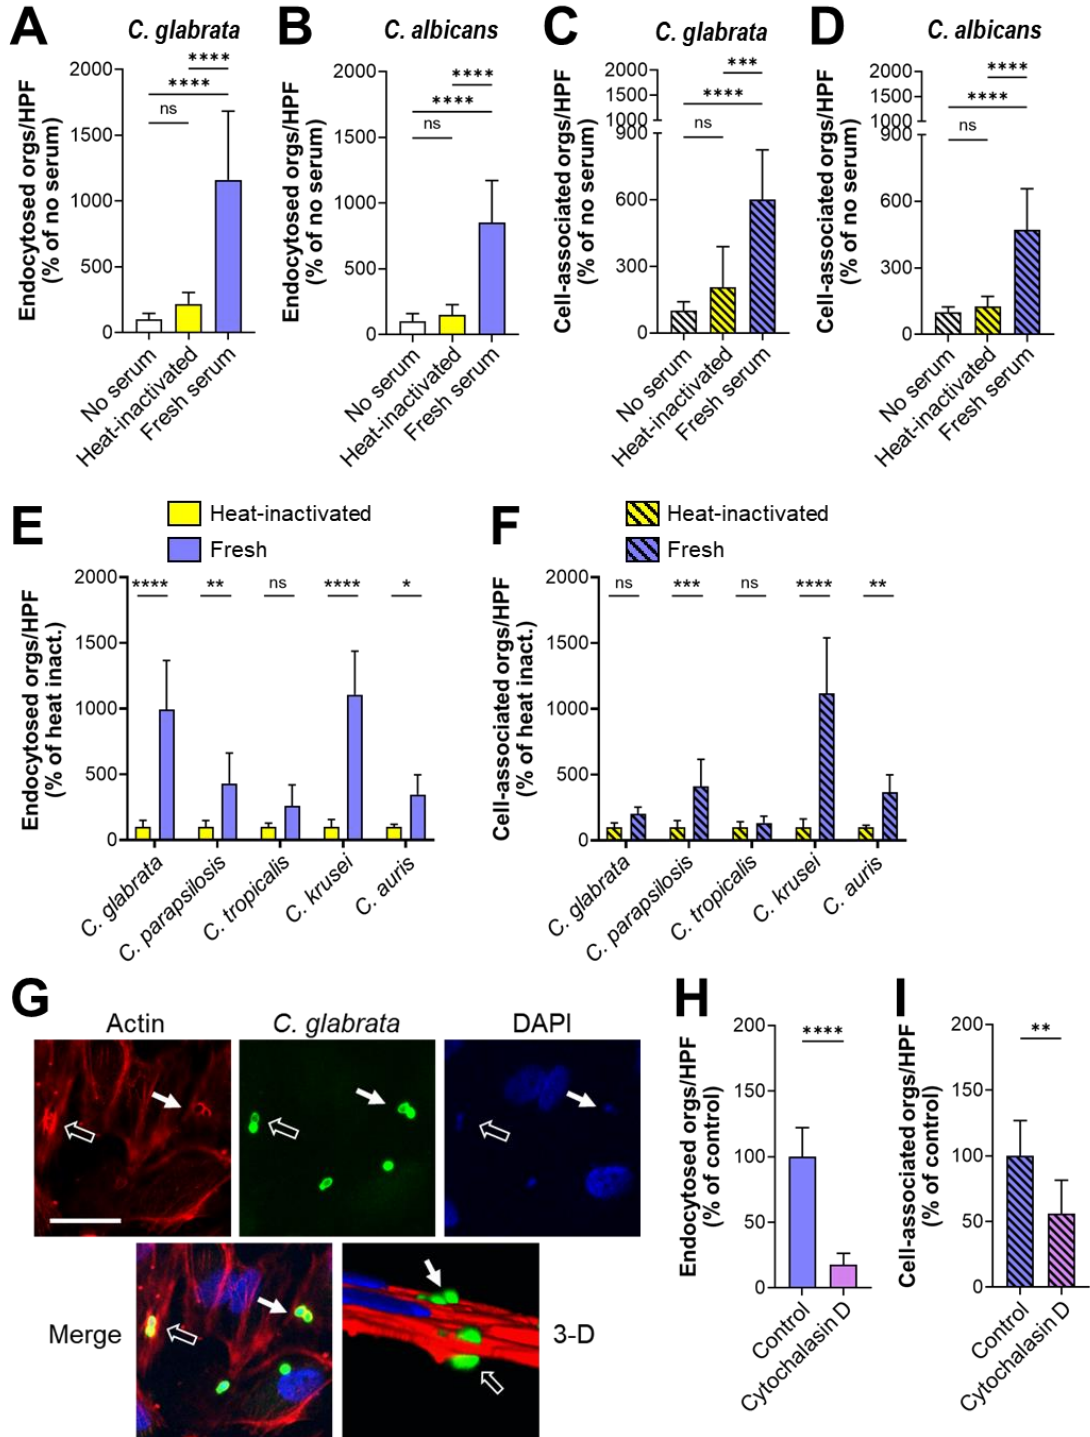 A
C. glabrata
Endocytosed orgs/HPF
(% of no serum)
2000
1500
1000
500
0
ns
****
****
No serum
Heat-inactivated
Fresh serum
B
C. albicans
Endocytosed orgs/HPF
(% of no serum)
2000
1500
1000
500
0
ns
****
****
No serum
Heat-inactivated
Fresh serum
C
C. glabrata
Cell-associated orgs/HPF
(% of no serum)
2000
1500
1000
900
600
300
0
ns
****
***
No serum
Heat-inactivated
Fresh serum
D
C. albicans
Cell-associated orgs/HPF
(% of no serum)
2000
1500
1000
900
600
300
0
ns
****
****
No serum
Heat-inactivated
Fresh serum
E
Heat-inactivated
Fresh
Endocytosed orgs/HPF
(% of heat inact.)
2000
1500
1000
500
0
****
**
ns
****
*
C. glabrata
C. parapsilosis
C. tropicalis
C. krusei
C. auris
F
Heat-inactivated
Fresh
Cell-associated orgs/HPF
(% of heat inact.)
2000
1500
1000
500
0
ns
***
ns
****
**
C. glabrata
C. parapsilosis
C. tropicalis
C. krusei
C. auris
G
Actin
C. glabrata
DAPI
Merge
3-D
H
Endocytosed orgs/HPF
(% of control)
200
150
100
50
0
****
Control
Cytochalasin D
I
Cell-associated orgs/HPF
(% of control)
200
150
100
50
0
**
Control
Cytochalasin D